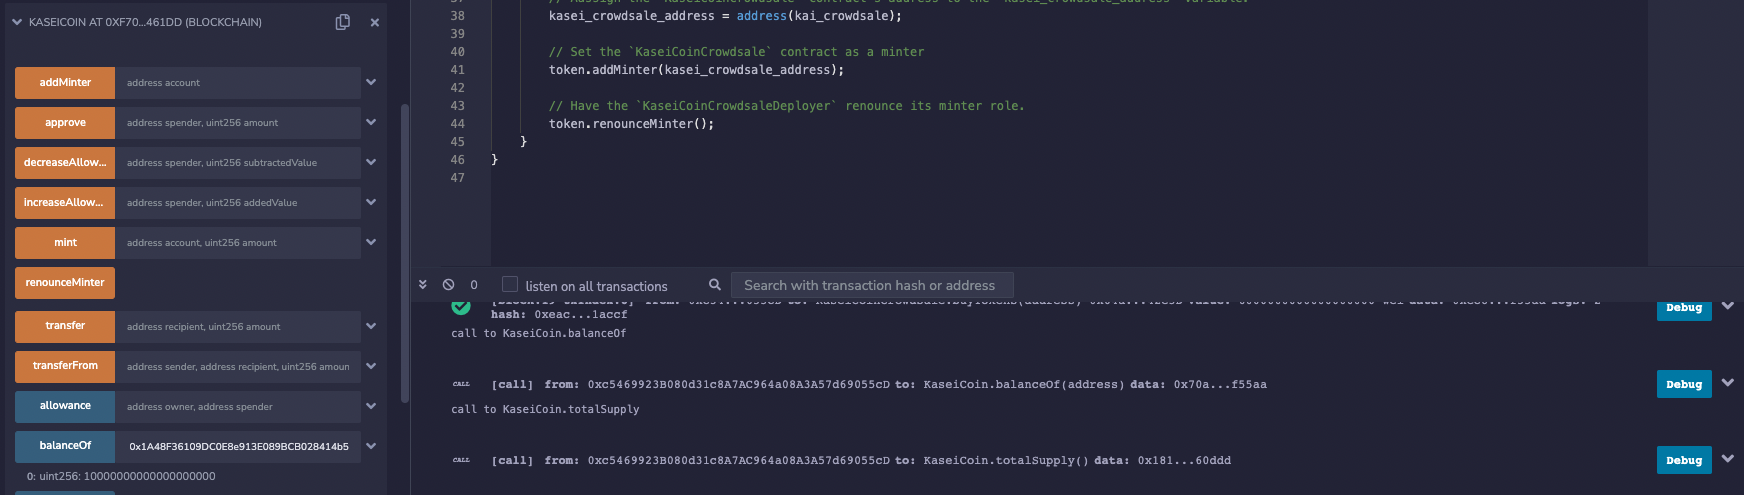 KASEICOIN AT 0XF70...461DD (BLOCKCHAIN)
addMinter address account
approve address spender, uint256 amount
decreaseAllow... address spender, uint256 subtractedValue
increaseAllow... address spender, uint256 addedValue
mint address account, uint256 amount
renounceMinter
transfer address recipient, uint256 amount
transferFrom address sender, address recipient, uint256 amoun
allowance address owner, address spender
balanceOf 0x1A48F36109DC0E8e913E089BCB028414b5
0: uint256: 10000000000000000000
38 kasei_crowdsale_address = address(kai_crowdsale);
39
40 // Set the `KaseiCoinCrowdsale` contract as a minter
41 token.addMinter(kasei_crowdsale_address);
42
43 // Have the `KaseiCoinCrowdsaleDeployer` renounce its minter role.
44 token.renounceMinter();
45 }
46 }
47
0 listen on all transactions Search with transaction hash or address
hash: 0xeac...1accf
Debug
call to KaseiCoin.balanceOf
CALL [call] from: 0xc5469923B080d31c8A7AC964a08A3A57d69055cD to: KaseiCoin.balanceOf(address) data: 0x70a...f55aa Debug
call to KaseiCoin.totalSupply
CALL [call] from: 0xc5469923B080d31c8A7AC964a08A3A57d69055cD to: KaseiCoin.totalSupply() data: 0x181...60ddd Debug